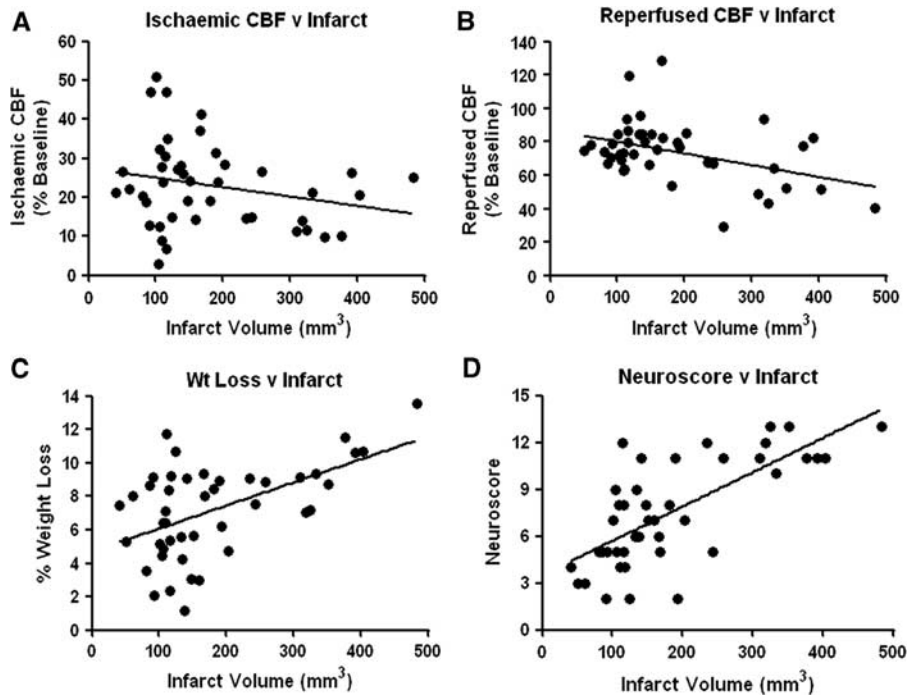 A
Ischaemic CBF v Infarct
Ischaemic CBF
(% Baseline)
60
50
40
30
20
10
0
0 100 200 300 400 500
Infarct Volume (mm³)
B
Reperfused CBF v Infarct
Reperfused CBF
(% Baseline)
140
120
100
80
60
40
20
0
0 100 200 300 400 500
Infarct Volume (mm³)
C
Wt Loss v Infarct
% Weight Loss
14
12
10
8
6
4
2
0
0 100 200 300 400 500
Infarct Volume (mm³)
D
Neuroscore v Infarct
Neuroscore
15
12
9
6
3
0
0 100 200 300 400 500
Infarct Volume (mm³)